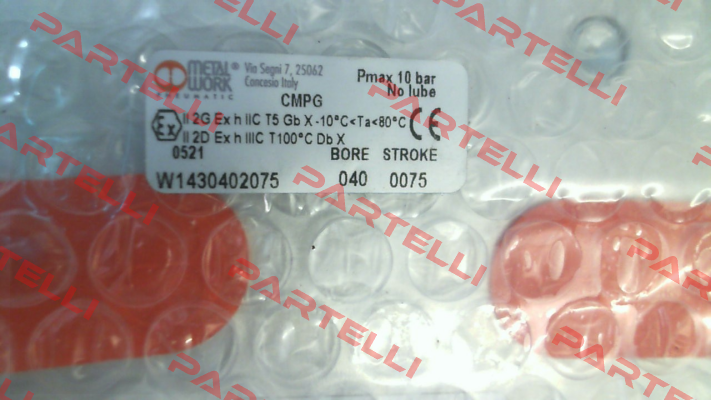 METAL® WORK
PNEUMATIC
Via Segni 7, 25062
Concesio Italy
Pmax 10 bar
No lube
CMPG
Ex II 2G Ex h IIC T5 Gb X -10°C<Ta<80°C CE
II 2D Ex h IIIC T100°C Db X
0521 BORE STROKE
W1430402075 040 0075
PARTELLI
PARTELLI
PARTELLI
PARTELLI
PARTELLI
PARTELLI
PARTELLI
PARTELLI
PARTELLI